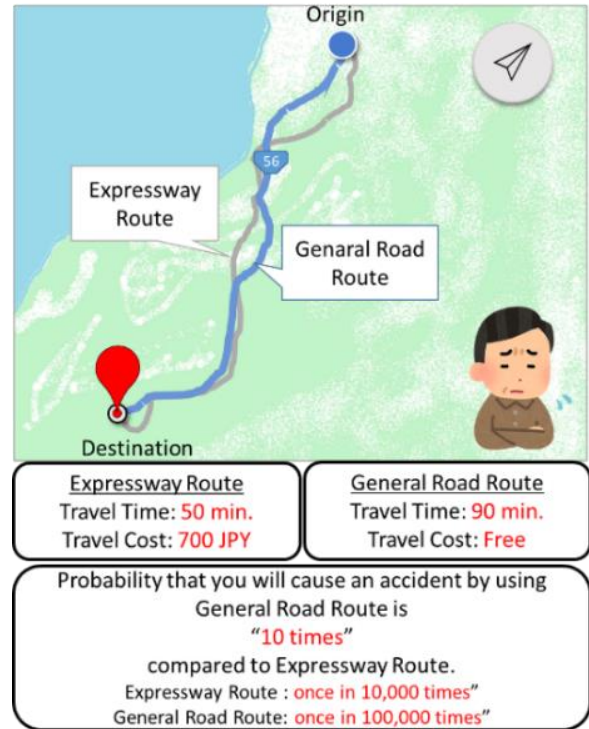 Origin
56
Expressway
Route
Genaral Road
Route
Destination
Expressway Route
Travel Time: 50 min.
Travel Cost: 700 JPY
General Road Route
Travel Time: 90 min.
Travel Cost: Free
Probability that you will cause an accident by using
General Road Route is
“10 times”
compared to Expressway Route.
Expressway Route : once in 10,000 times”
General Road Route: once in 100,000 times”